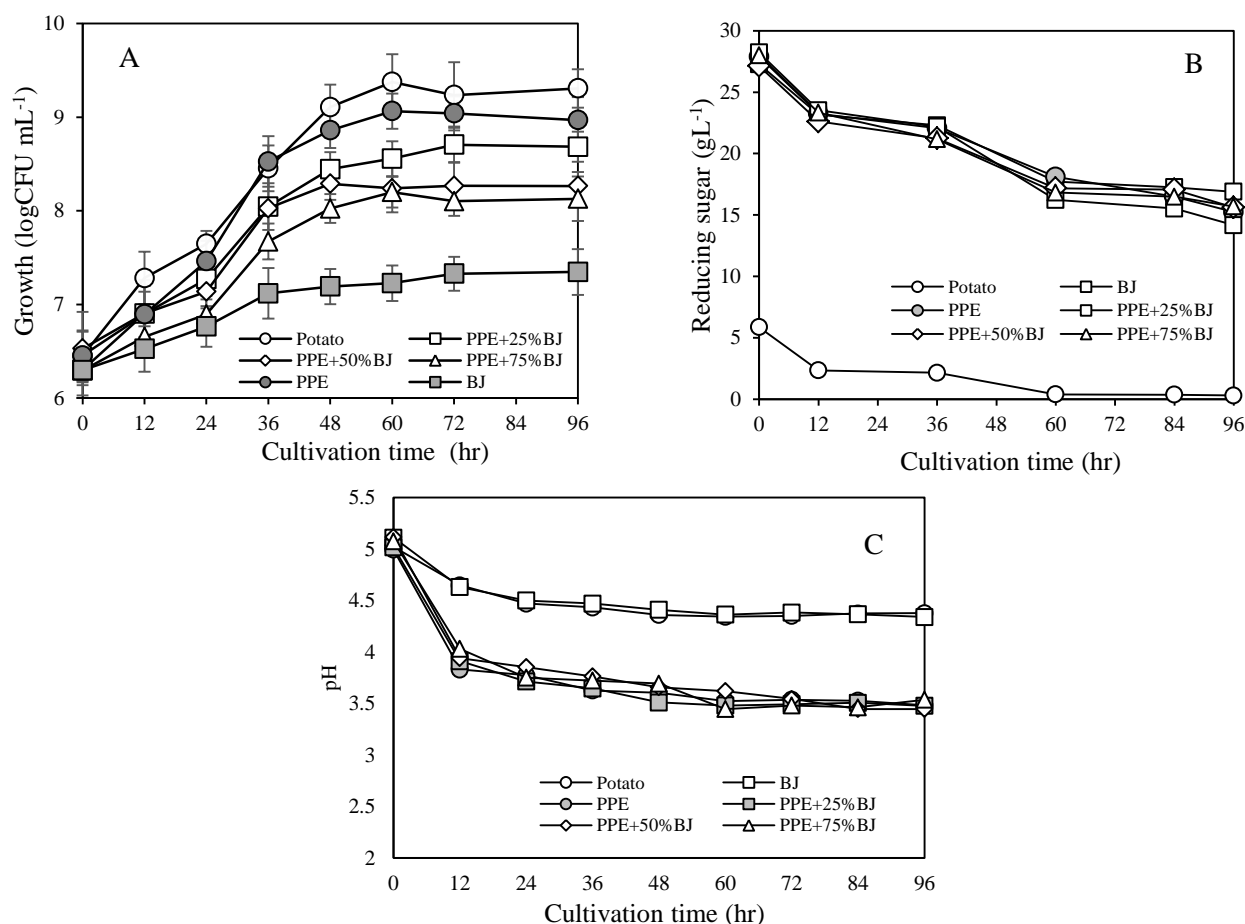 A
Growth (logCFU mL-1)
10
9
8
7
6
0 12 24 36 48 60 72 84 96
Cultivation time (hr)
Potato
PPE+25%BJ
PPE+50%BJ
PPE+75%BJ
PPE
BJ
B
Reducing sugar (gL-1)
30
25
20
15
10
5
0
0 12 24 36 48 60 72 84 96
Cultivation time (hr)
Potato
BJ
PPE
PPE+25%BJ
PPE+50%BJ
PPE+75%BJ
C
pH
5.5
5
4.5
4
3.5
3
2.5
2
0 12 24 36 48 60 72 84 96
Cultivation time (hr)
Potato
BJ
PPE
PPE+25%BJ
PPE+50%BJ
PPE+75%BJ